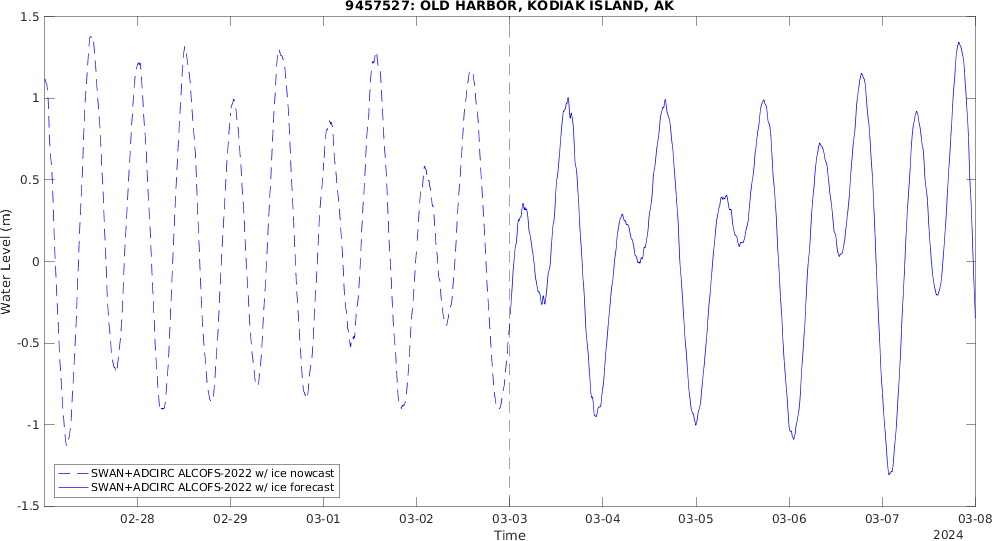 9457527: OLD HARBOR, KODIAK ISLAND, AK
1.5
1
0.5
0
-0.5
-1
-1.5
Water Level (m)
SWAN+ADCIRC ALCOFS-2022 w/ ice nowcast
SWAN+ADCIRC ALCOFS-2022 w/ ice forecast
02-28 02-29 03-01 03-02 03-03 03-04 03-05 03-06 03-07 03-08
Time
2024